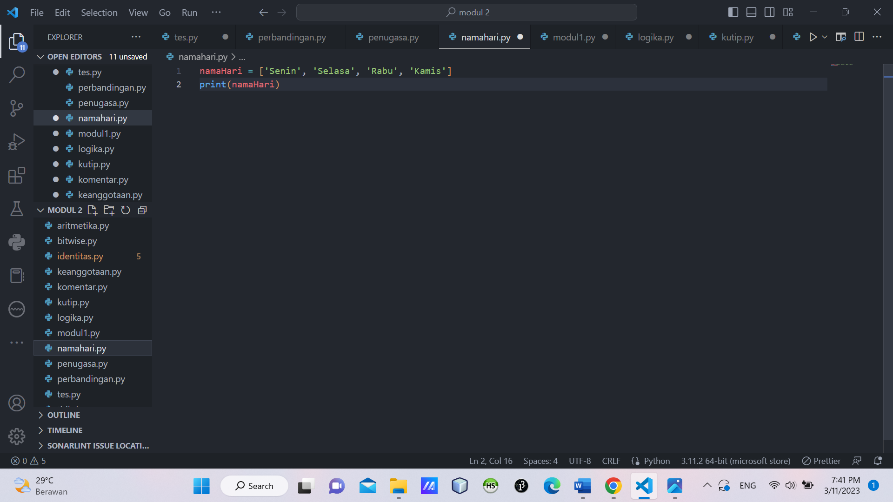 File Edit Selection View Go Run ··· modul 2
EXPLORER ··· tes.py perbandingan.py penugasa.py namahari.py modul1.py logika.py kutip.py ···
OPEN EDITORS 11 unsaved
tes.py
perbandingan.py
penugasa.py
namahari.py
modul1.py
logika.py
kutip.py
komentar.py
keanggotaan.py
MODUL 2
aritmetika.py
bitwise.py
identitas.py 5
keanggotaan.py
komentar.py
kutip.py
logika.py
modul1.py
namahari.py
penugasa.py
perbandingan.py
tes.py
OUTLINE
TIMELINE
SONARLINT ISSUE LOCATI...
11
namahari.py > ...
1 namaHari = ['Senin', 'Selasa', 'Rabu', 'Kamis']
2 print(namaHari)
0 5 Ln 2, Col 16 Spaces: 4 UTF-8 CRLF Python 3.11.2 64-bit (microsoft store) Prettier
29°C
Berawan
Search
ENG
7:41 PM
3/11/2023
1